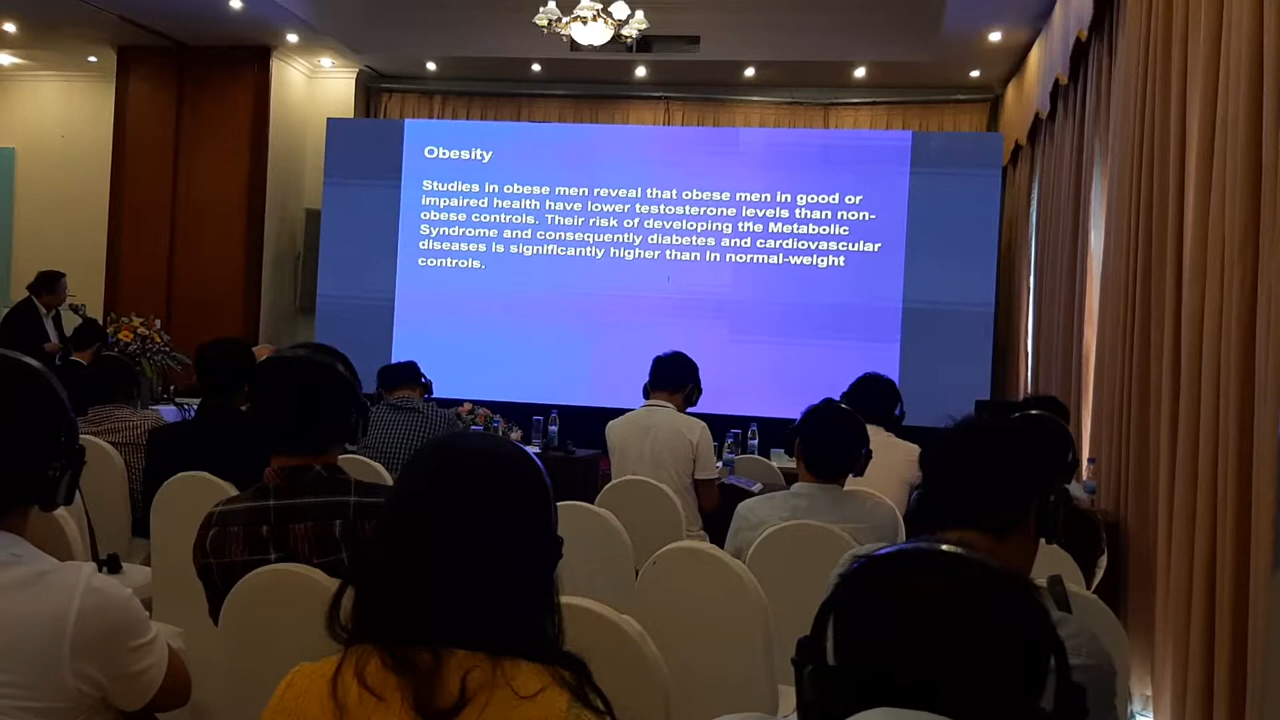 Obesity
Studies in obese men reveal that obese men in good or
impaired health have lower testosterone levels than non-
obese controls. Their risk of developing the Metabolic
Syndrome and consequently diabetes and cardiovascular
diseases is significantly higher than in normal-weight
controls.